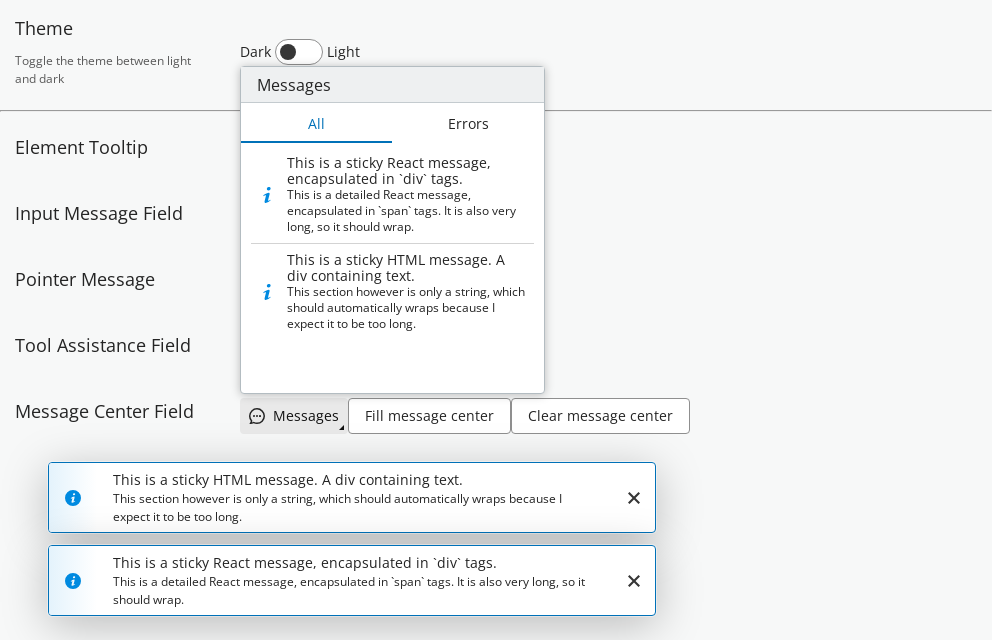 Theme
Toggle the theme between light
and dark
Dark
Light
Messages
All
Errors
This is a sticky React message,
encapsulated in `div` tags.
This is a detailed React message,
encapsulated in `span` tags. It is also very
long, so it should wrap.
This is a sticky HTML message. A
div containing text.
This section however is only a string, which
should automatically wraps because I
expect it to be too long.
Element Tooltip
Input Message Field
Pointer Message
Tool Assistance Field
Message Center Field
Messages
Fill message center
Clear message center
This is a sticky HTML message. A div containing text.
This section however is only a string, which should automatically wraps because I
expect it to be too long.
This is a sticky React message, encapsulated in `div` tags.
This is a detailed React message, encapsulated in `span` tags. It is also very long, so it
should wrap.